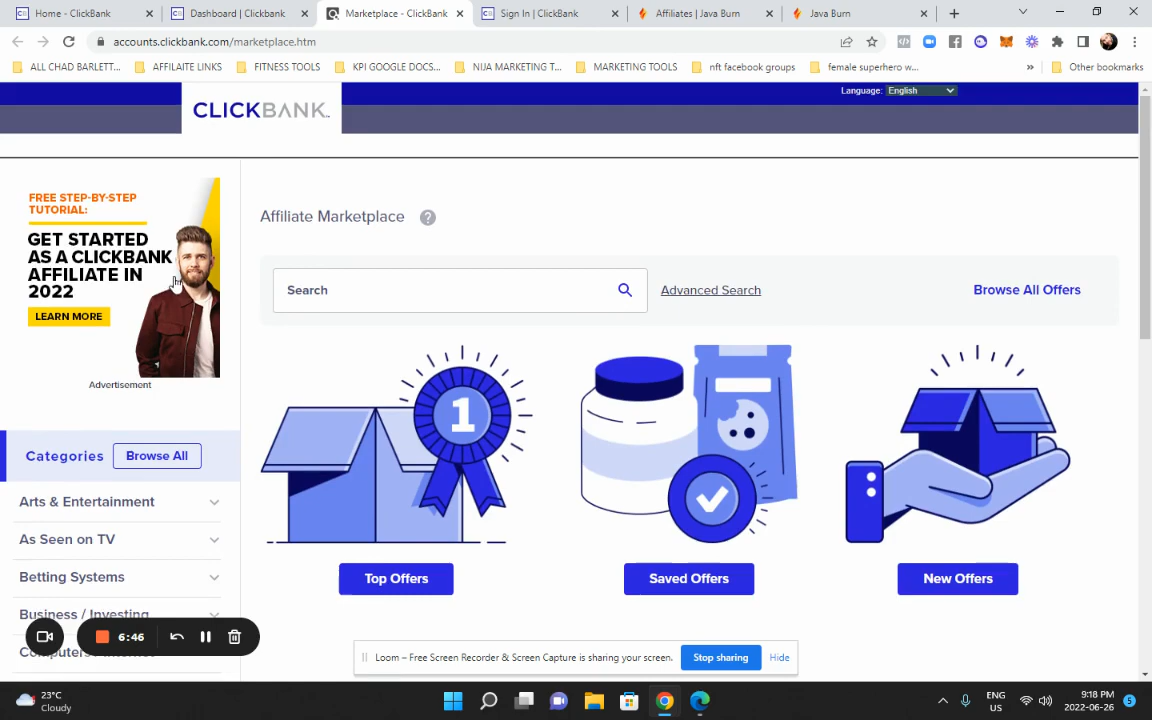 Home - ClickBank
Dashboard | Clickbank
Marketplace - ClickBank
Sign In | ClickBank
Affiliates | Java Burn
Java Burn
accounts.clickbank.com/marketplace.htm
ALL CHAD BARLETT...
AFFILAITE LINKS
FITNESS TOOLS
KPI GOOGLE DOCS...
NIJA MARKETING T...
MARKETING TOOLS
nft facebook groups
female superhero w...
»
Other bookmarks
Language: English
CLICKBANK
FREE STEP-BY-STEP
TUTORIAL:
GET STARTED
AS A CLICKBANK
AFFILIATE IN
2022
LEARN MORE
Advertisement
Affiliate Marketplace ?
Search
Advanced Search
Browse All Offers
1
Top Offers
Saved Offers
New Offers
Categories
Browse All
Arts & Entertainment
As Seen on TV
Betting Systems
Business / Investing
6:46
Loom – Free Screen Recorder & Screen Capture is sharing your screen.
Stop sharing
Hide
23°C
Cloudy
ENG
US
9:18 PM
2022-06-26
5